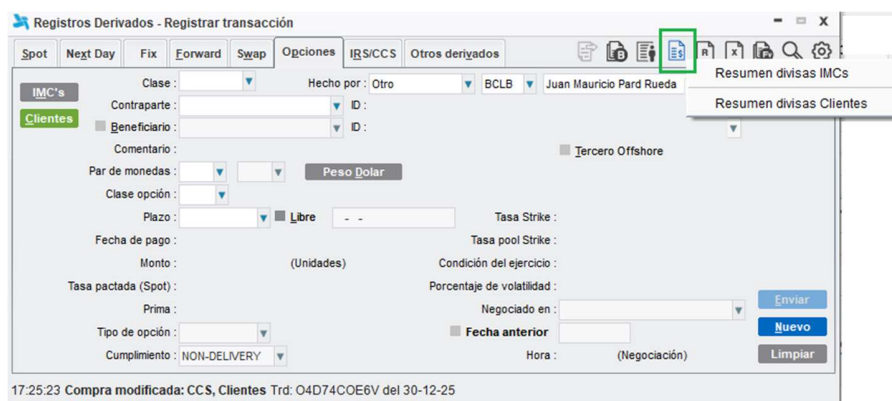 Registros Derivados - Registrar transacción
Spot Next Day Fix Forward Swap Opciones IRS/CCS Otros derivados
Resumen divisas IMCs
Resumen divisas Clientes
IMC's Clase: Hecho por: Otro BCLB Juan Mauricio Pard Rueda
Contraparte: ID:
Clientes Beneficiario: ID:
Comentario: Tercero Offshore
Par de monedas: Peso Dolar
Clase opción:
Plazo: Libre - - Tasa Strike:
Fecha de pago: Tasa pool Strike:
Monto: (Unidades) Condición del ejercicio:
Tasa pactada (Spot): Porcentaje de volatilidad:
Prima: Negociado en: Enviar
Tipo de opción: Fecha anterior Nuevo
Cumplimiento: NON-DELIVERY Hora: (Negociación) Limpiar
17:25:23 Compra modificada: CCS, Clientes Trd: O4D74COE6V del 30-12-25